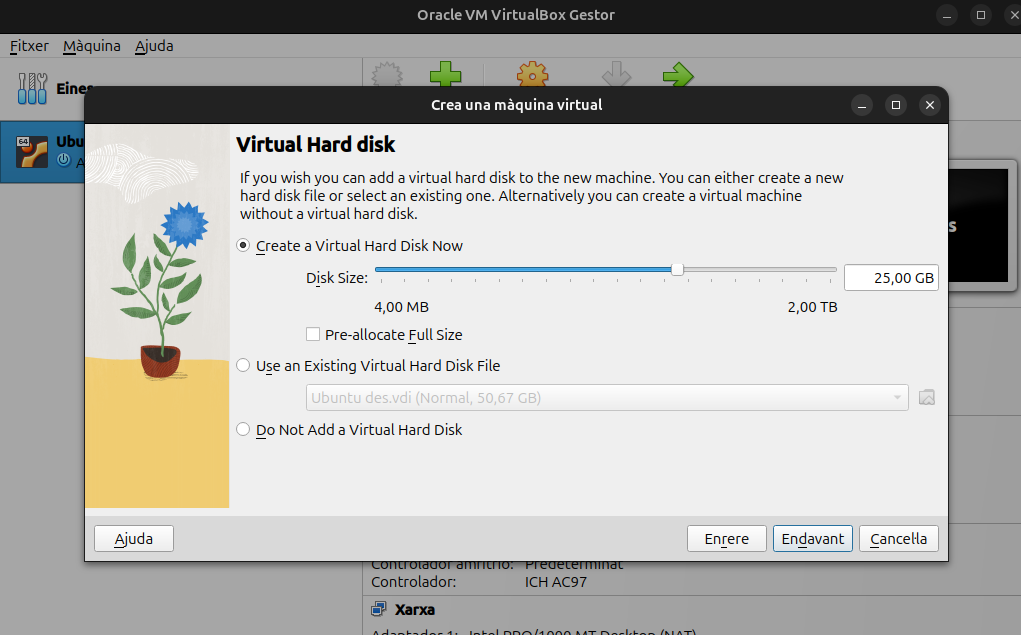 Oracle VM VirtualBox Gestor
Fitxer Màquina Ajuda
Eines
Crea una màquina virtual
64
Virtual Hard disk
If you wish you can add a virtual hard disk to the new machine. You can either create a new
hard disk file or select an existing one. Alternatively you can create a virtual machine
without a virtual hard disk.
Create a Virtual Hard Disk Now
Disk Size:
25,00 GB
4,00 MB
2,00 TB
Pre-allocate Full Size
Use an Existing Virtual Hard Disk File
Ubuntu des.vdi (Normal, 50,67 GB)
Do Not Add a Virtual Hard Disk
Ajuda
Enrere
Endavant
Cancel·la
Controlador amfitrió: Predeterminat
Controlador: ICH AC97
Xarxa
Adaptador 1: Intel PRO/1000 MT Desktop (NAT)